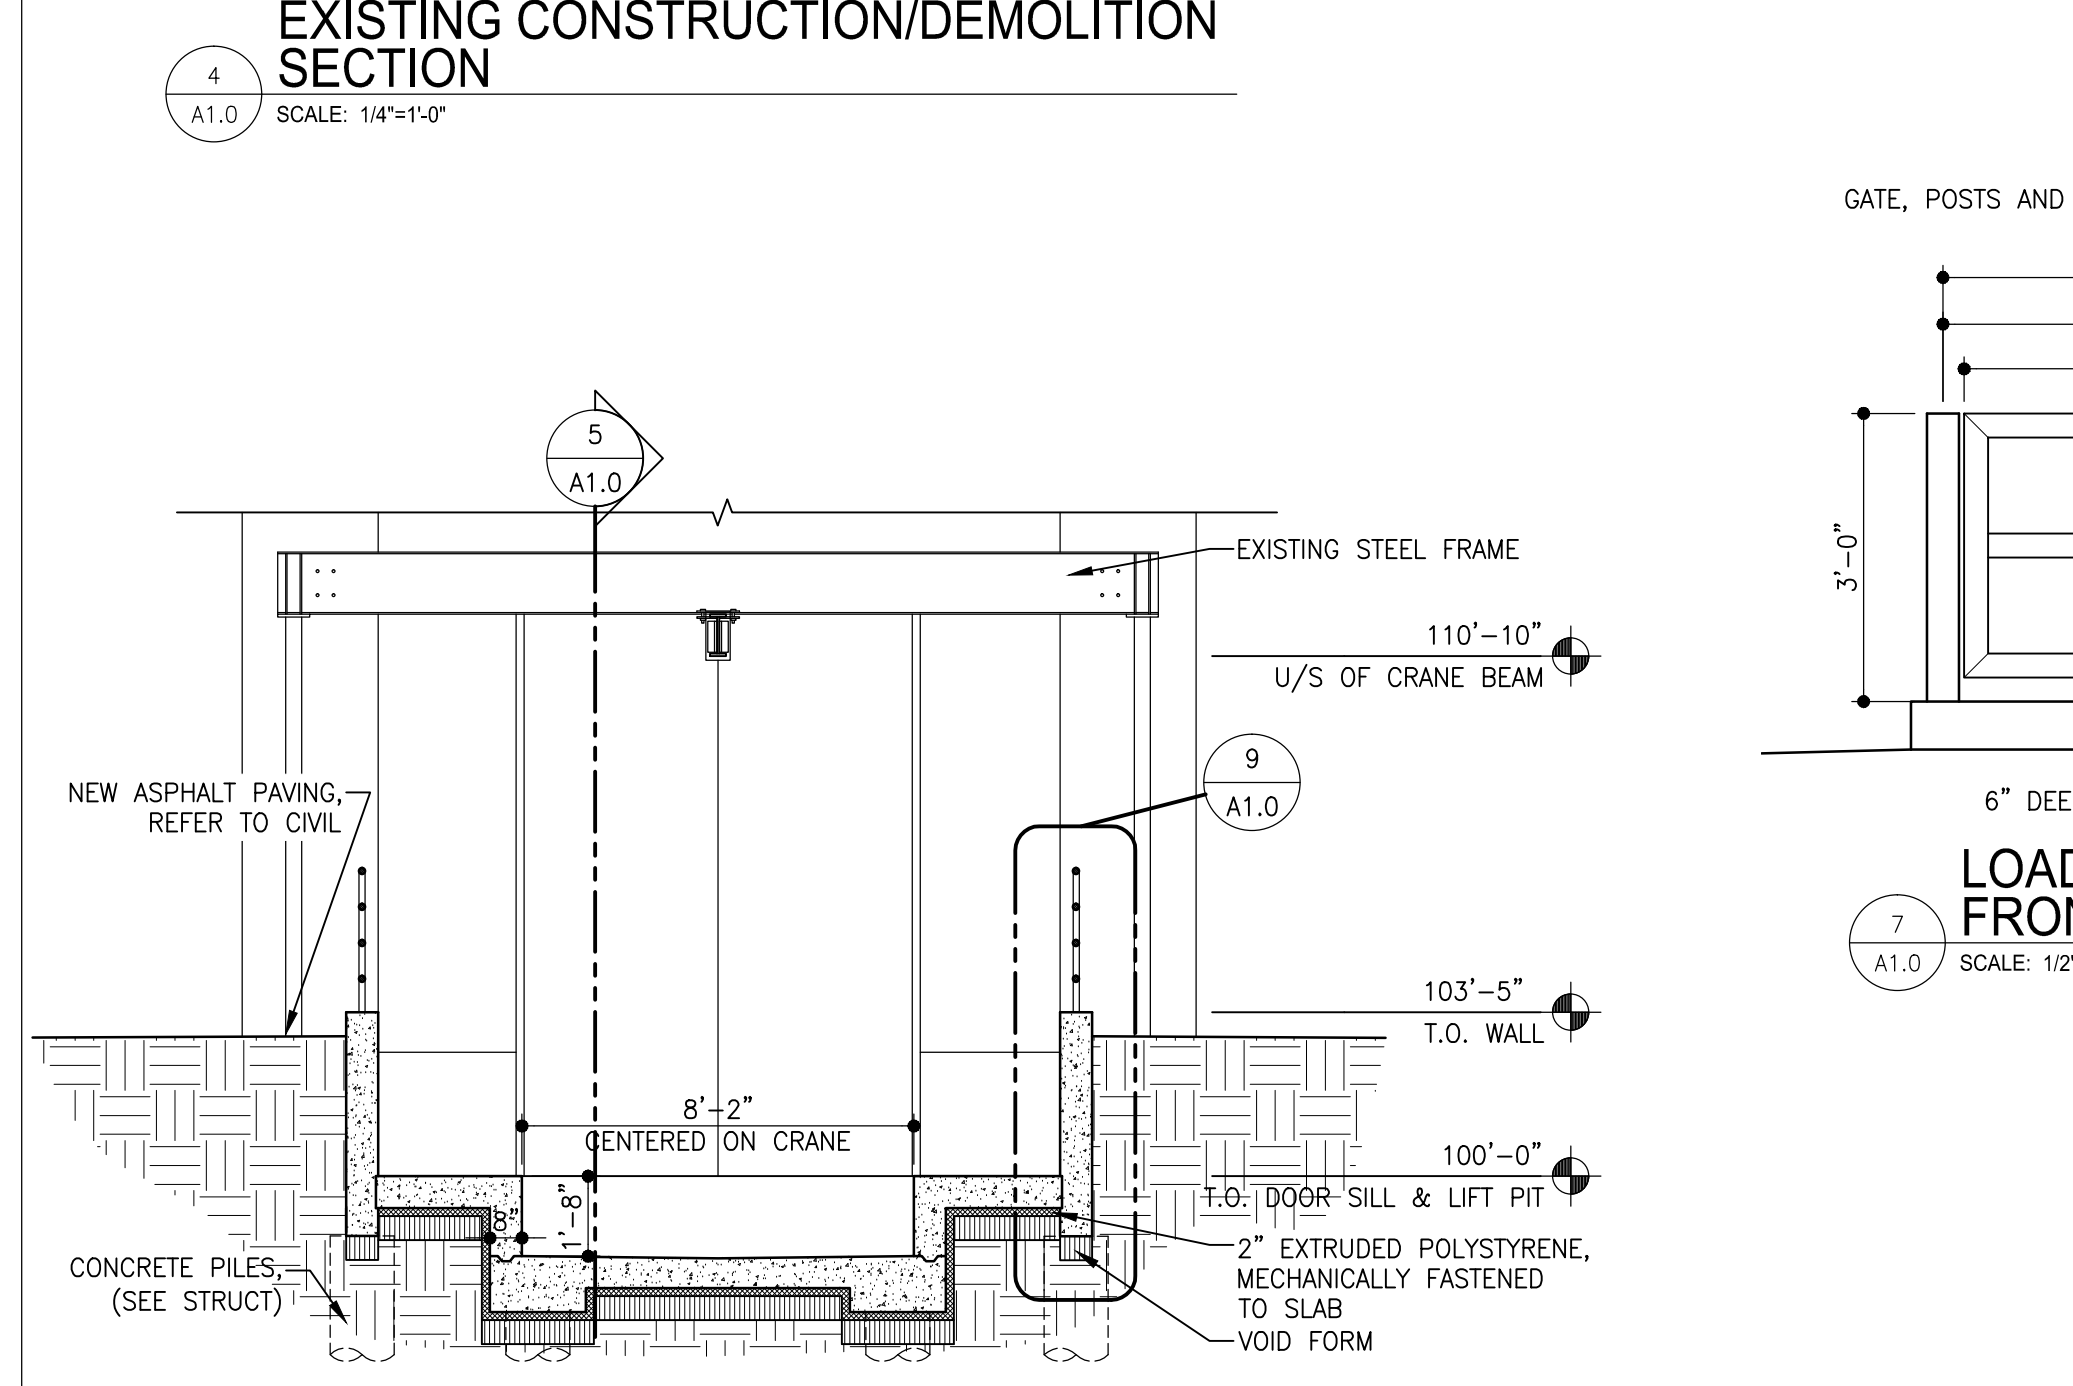 EXISTING CONSTRUCTION/DEMOLITION
SECTION
4
A1.0
SCALE: 1/4"=1'-0"
GATE, POSTS AND
5
A1.0
EXISTING STEEL FRAME
3'-0"
110'-10"
U/S OF CRANE BEAM
9
A1.0
NEW ASPHALT PAVING,
REFER TO CIVIL
6" DEE
LOAD
FRON
7
A1.0
SCALE: 1/2"
103'-5"
T.O. WALL
8'-2"
CENTERED ON CRANE
100'-0"
T.O. DOOR SILL & LIFT PIT
8"
1'-8"
2" EXTRUDED POLYSTYRENE,
MECHANICALLY FASTENED
TO SLAB
VOID FORM
CONCRETE PILES,
(SEE STRUCT)